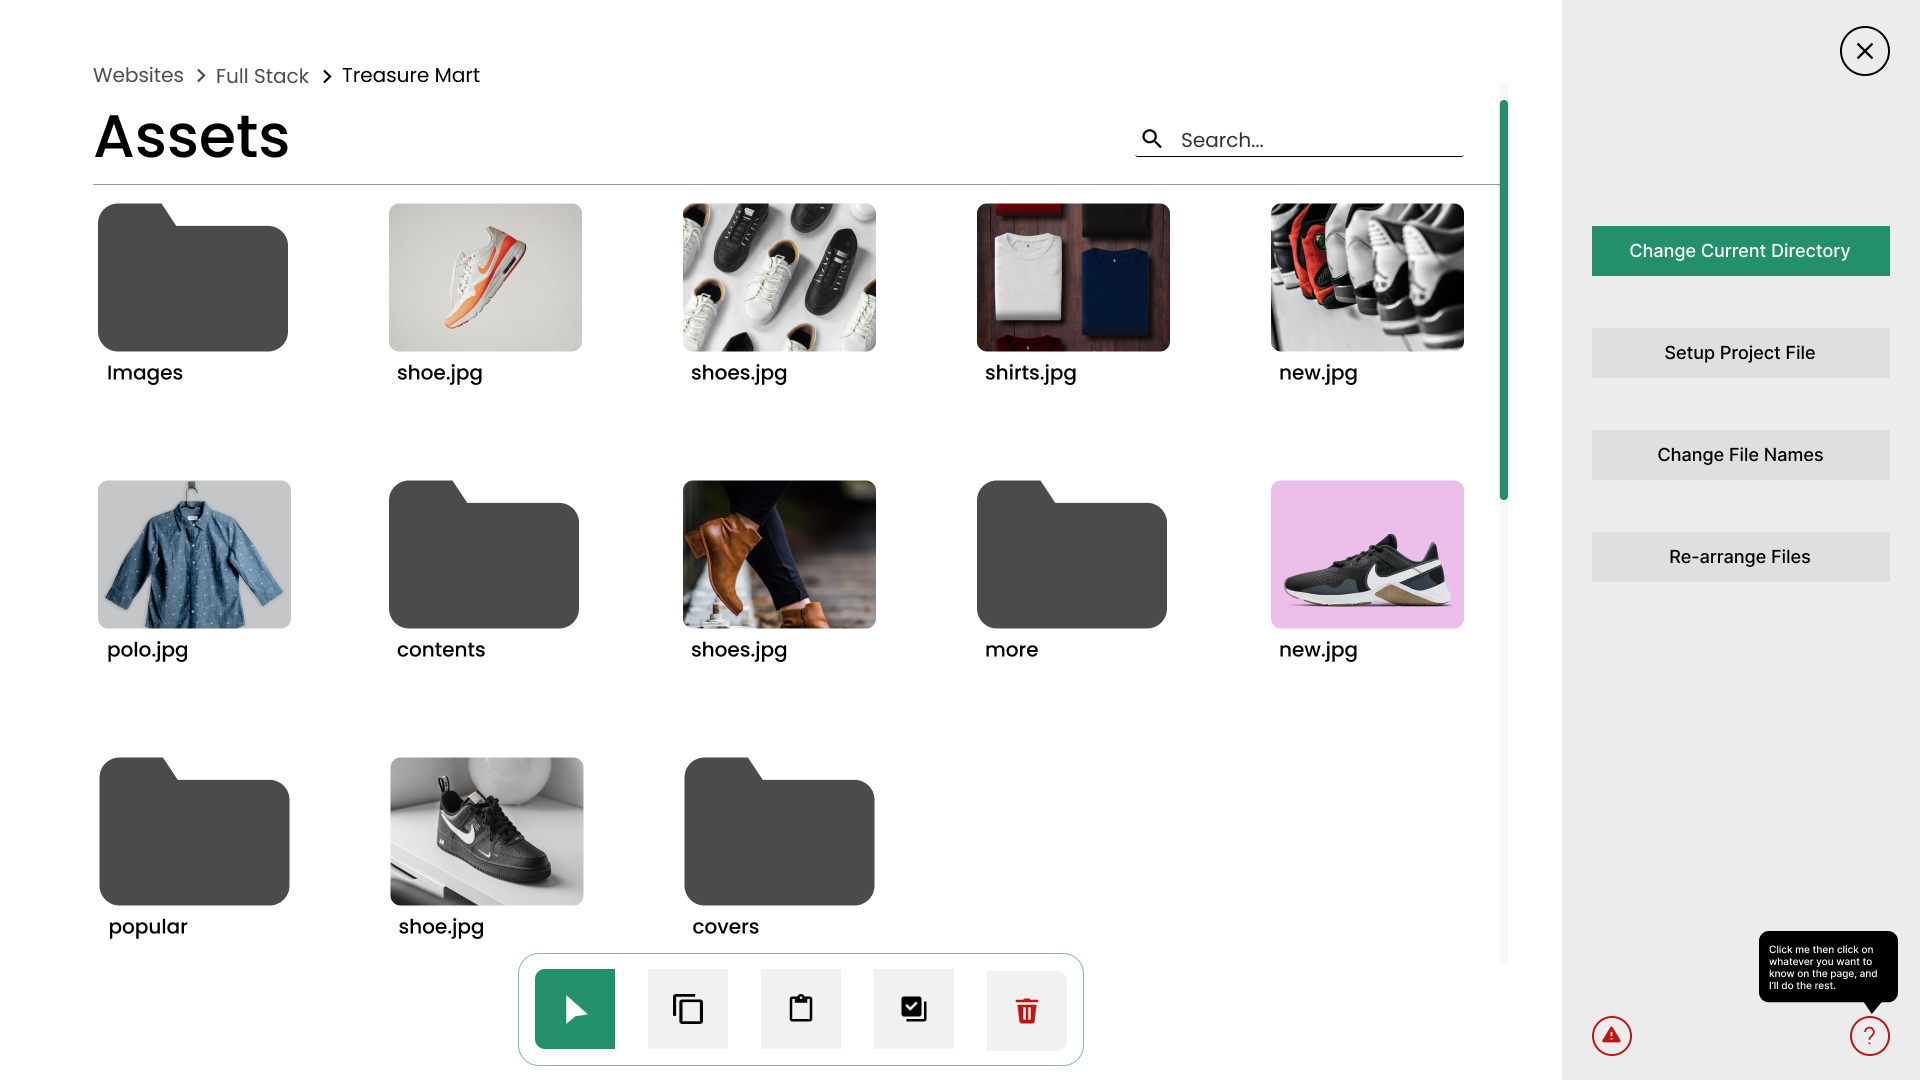 Websites > Full Stack > Treasure Mart
Assets
Search...
Images
shoe.jpg
shoes.jpg
shirts.jpg
new.jpg
polo.jpg
contents
shoes.jpg
more
new.jpg
popular
shoe.jpg
covers
Change Current Directory
Setup Project File
Change File Names
Re-arrange Files
Click me then click on
whatever you want to
know on the page, and
I'll do the rest.
?